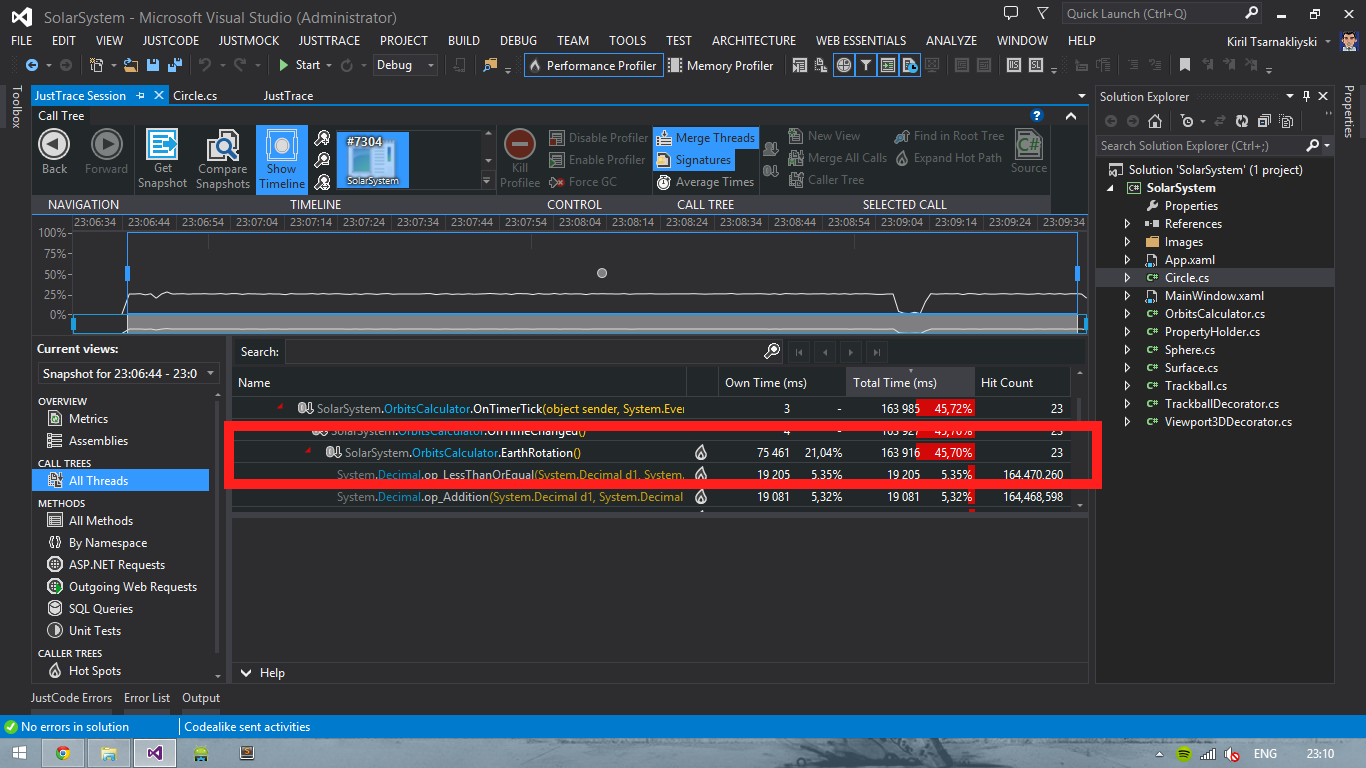 SolarSystem - Microsoft Visual Studio (Administrator)
Quick Launch (Ctrl+Q)
FILE EDIT VIEW JUSTCODE JUSTMOCK JUSTTRACE PROJECT BUILD DEBUG TEAM TOOLS TEST ARCHITECTURE WEB ESSENTIALS ANALYZE WINDOW HELP
Kiril Tsarnakliyski
Start Debug Performance Profiler Memory Profiler
Toolbox
JustTrace Session Circle.cs JustTrace
Call Tree
Back Forward
Get Snapshot
Compare Snapshots
Show Timeline
#7304
SolarSystem
Kill Profilee
Disable Profiler
Enable Profiler
Force GC
Merge Threads
Signatures
Average Times
New View
Merge All Calls
Caller Tree
Find in Root Tree
Expand Hot Path
Source
NAVIGATION TIMELINE CONTROL CALL TREE SELECTED CALL
23:06:34 23:06:44 23:06:54 23:07:04 23:07:14 23:07:24 23:07:34 23:07:44 23:07:54 23:08:04 23:08:14 23:08:24 23:08:34 23:08:44 23:08:54 23:09:04 23:09:14 23:09:24 23:09:34
100%
75%
50%
25%
0%
Current views:
Snapshot for 23:06:44 - 23:0
OVERVIEW
Metrics
Assemblies
CALL TREES
All Threads
METHODS
All Methods
By Namespace
ASP.NET Requests
Outgoing Web Requests
SQL Queries
Unit Tests
CALLER TREES
Hot Spots
Search:
Name Own Time (ms) Total Time (ms) Hit Count
SolarSystem.OrbitsCalculator.OnTimerTick(object sender, System.Ever 3 - 163 985 45,72% 23
SolarSystem.OrbitsCalculator.OnTimeChanged() 4 - 163 927 45,70% 23
SolarSystem.OrbitsCalculator.EarthRotation() 75 461 21,04% 163 916 45,70% 23
System.Decimal.op_LessThanOrEqual(System.Decimal d1, System. 19 205 5,35% 19 205 5,35% 164,470,260
System.Decimal.op_Addition(System.Decimal d1, System.Decimal 19 081 5,32% 19 081 5,32% 164,468,598
Help
Solution Explorer
Search Solution Explorer (Ctrl+;)
Solution 'SolarSystem' (1 project)
SolarSystem
Properties
References
Images
App.xaml
Circle.cs
MainWindow.xaml
OrbitsCalculator.cs
PropertyHolder.cs
Sphere.cs
Surface.cs
Trackball.cs
TrackballDecorator.cs
Viewport3DDecorator.cs
Properties
JustCode Errors Error List Output
No errors in solution Codealike sent activities
ENG 23:10